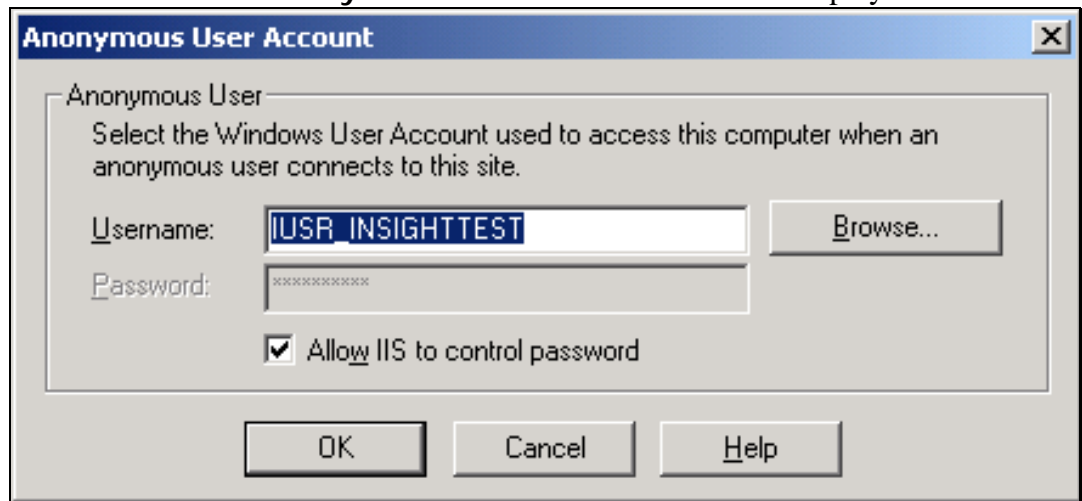 Anonymous User Account
Anonymous User
Select the Windows User Account used to access this computer when an
anonymous user connects to this site.
Username: IUSR_INSIGHTTEST Browse...
Password: **********
Allow IIS to control password
OK Cancel Help